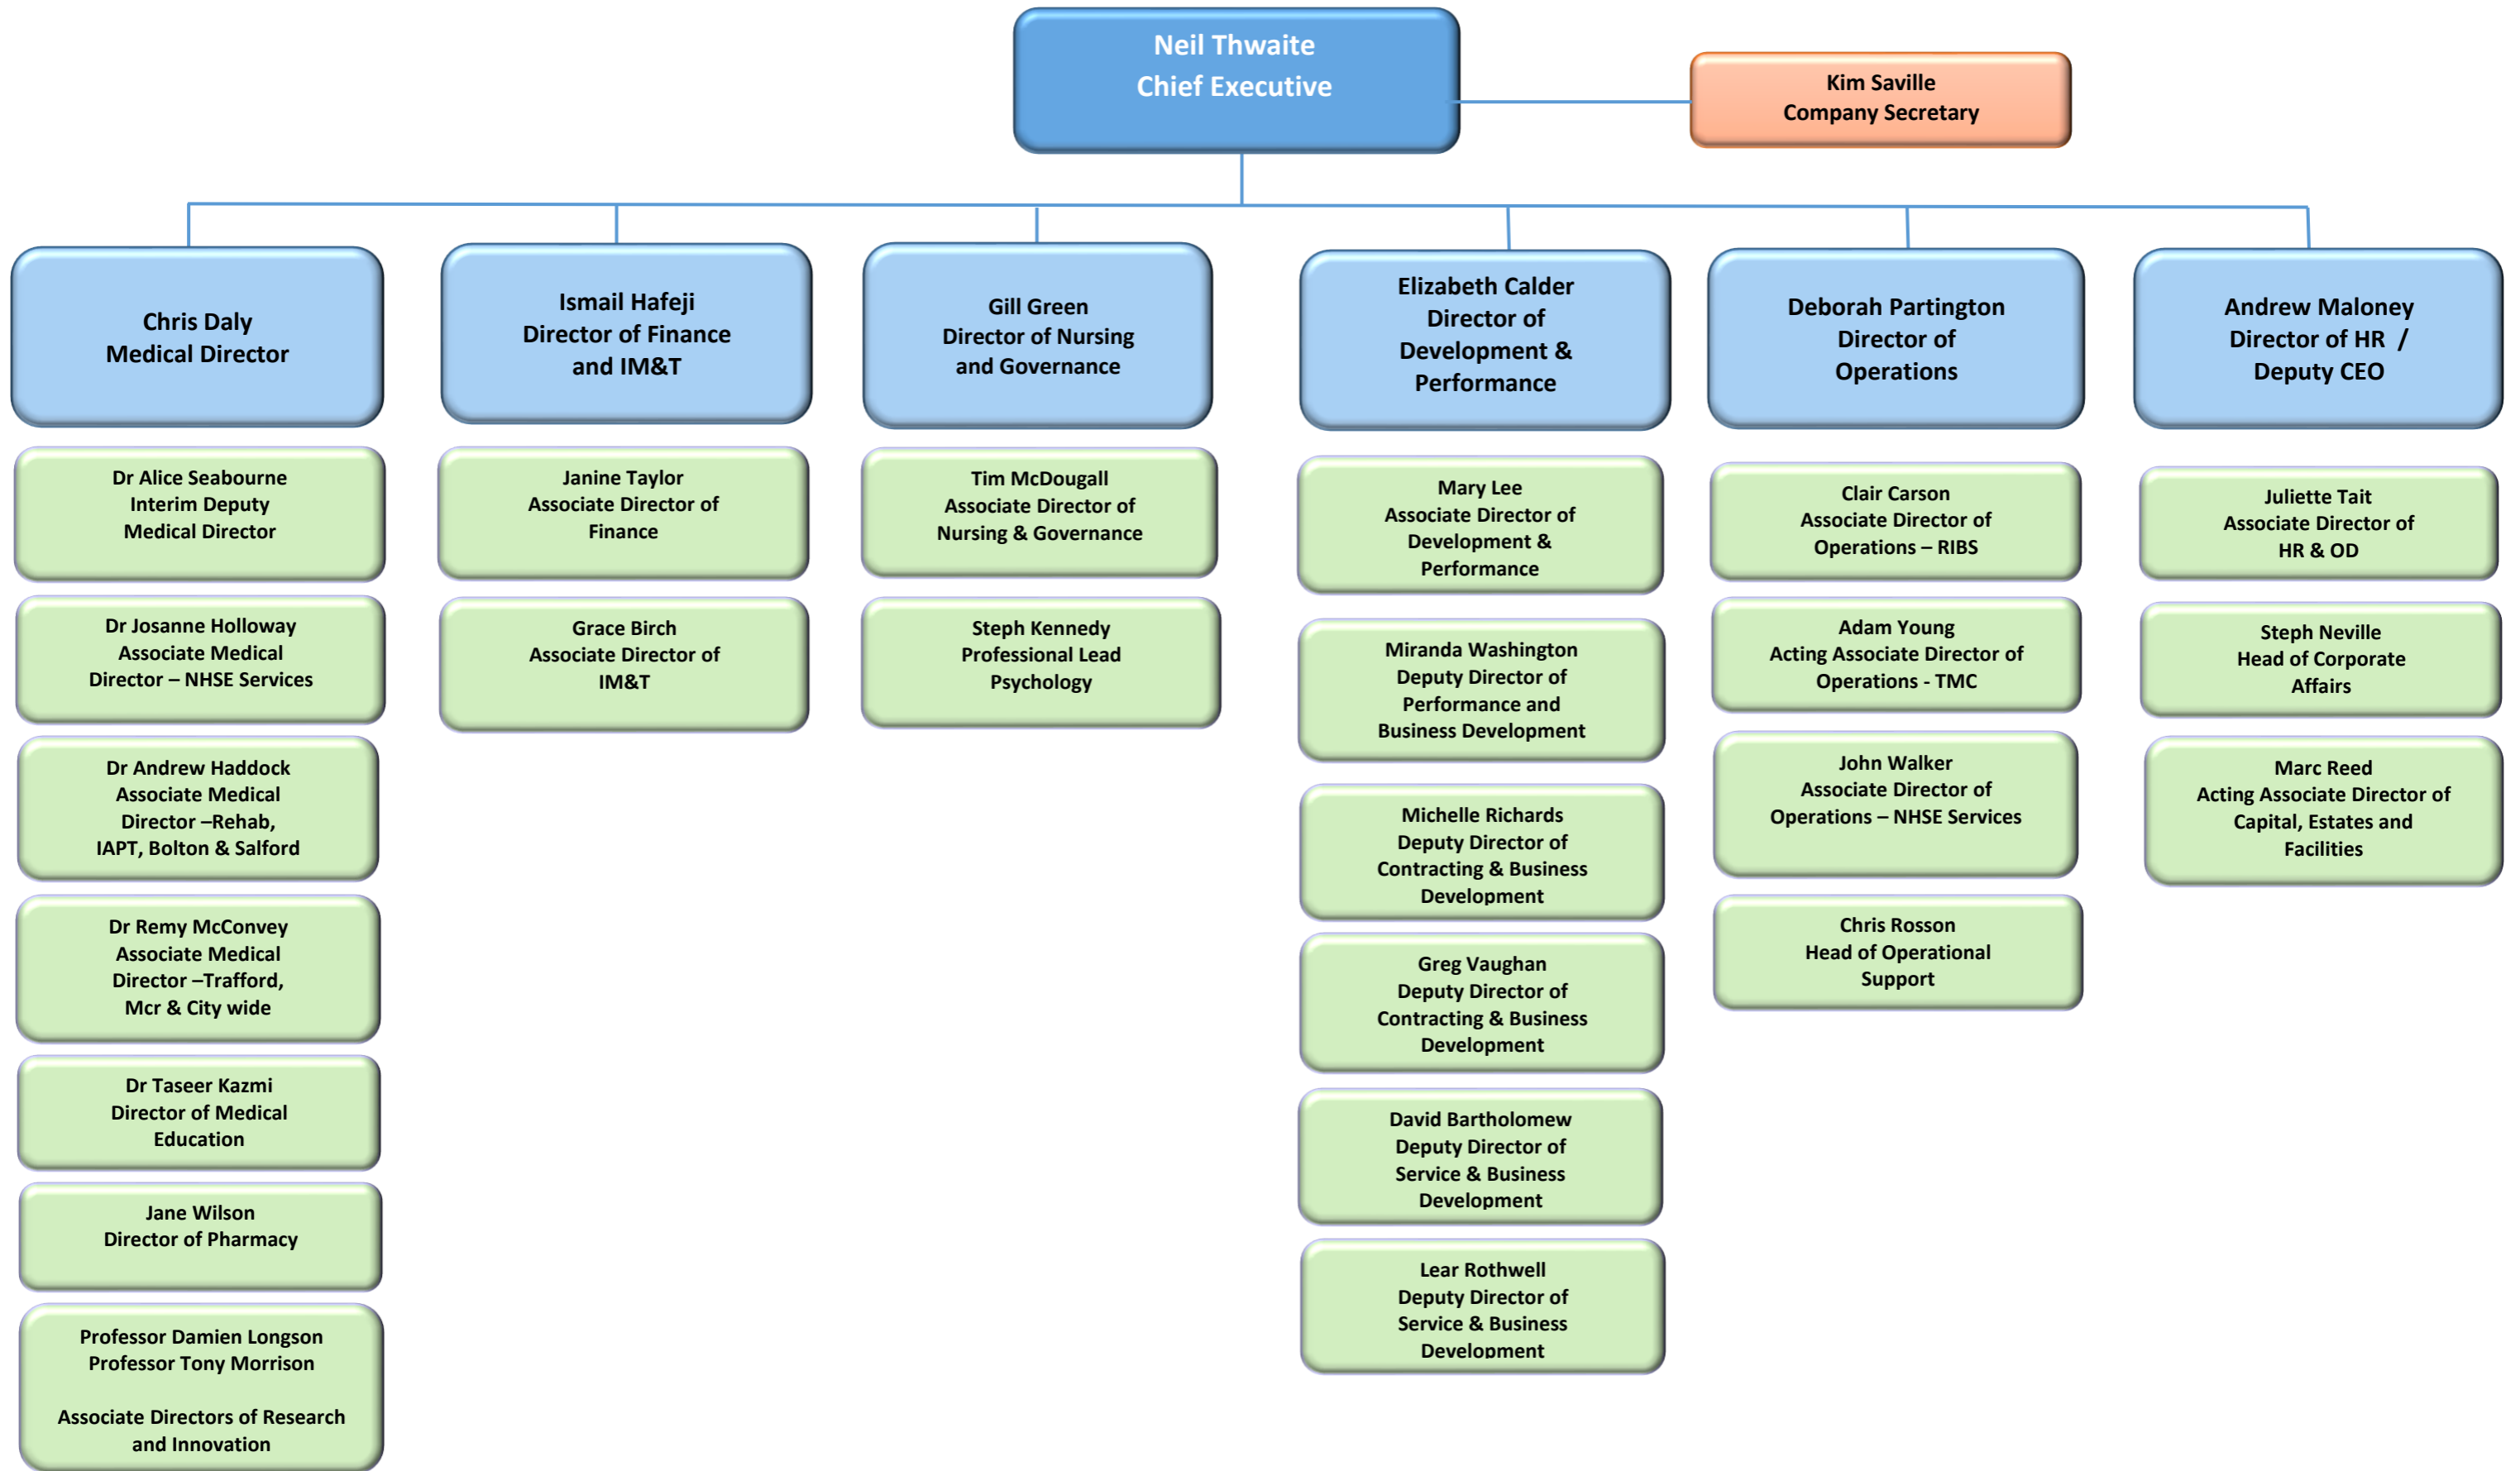 Neil Thwaite
Chief Executive
Kim Saville
Company Secretary
Chris Daly
Medical Director
Ismail Hafeji
Director of Finance
and IM&T
Gill Green
Director of Nursing
and Governance
Elizabeth Calder
Director of
Development &
Performance
Deborah Partington
Director of
Operations
Andrew Maloney
Director of HR /
Deputy CEO
Dr Alice Seabourne
Interim Deputy
Medical Director
Dr Josanne Holloway
Associate Medical
Director – NHSE Services
Dr Andrew Haddock
Associate Medical
Director –Rehab,
IAPT, Bolton & Salford
Dr Remy McConvey
Associate Medical
Director –Trafford,
Mcr & City wide
Dr Taseer Kazmi
Director of Medical
Education
Jane Wilson
Director of Pharmacy
Professor Damien Longson
Professor Tony Morrison
Associate Directors of Research
and Innovation
Janine Taylor
Associate Director of
Finance
Grace Birch
Associate Director of
IM&T
Tim McDougall
Associate Director of
Nursing & Governance
Steph Kennedy
Professional Lead
Psychology
Mary Lee
Associate Director of
Development &
Performance
Miranda Washington
Deputy Director of
Performance and
Business Development
Michelle Richards
Deputy Director of
Contracting & Business
Development
Greg Vaughan
Deputy Director of
Contracting & Business
Development
David Bartholomew
Deputy Director of
Service & Business
Development
Lear Rothwell
Deputy Director of
Service & Business
Development
Clair Carson
Associate Director of
Operations – RIBS
Adam Young
Acting Associate Director of
Operations - TMC
John Walker
Associate Director of
Operations – NHSE Services
Chris Rosson
Head of Operational
Support
Juliette Tait
Associate Director of
HR & OD
Steph Neville
Head of Corporate
Affairs
Marc Reed
Acting Associate Director of
Capital, Estates and
Facilities